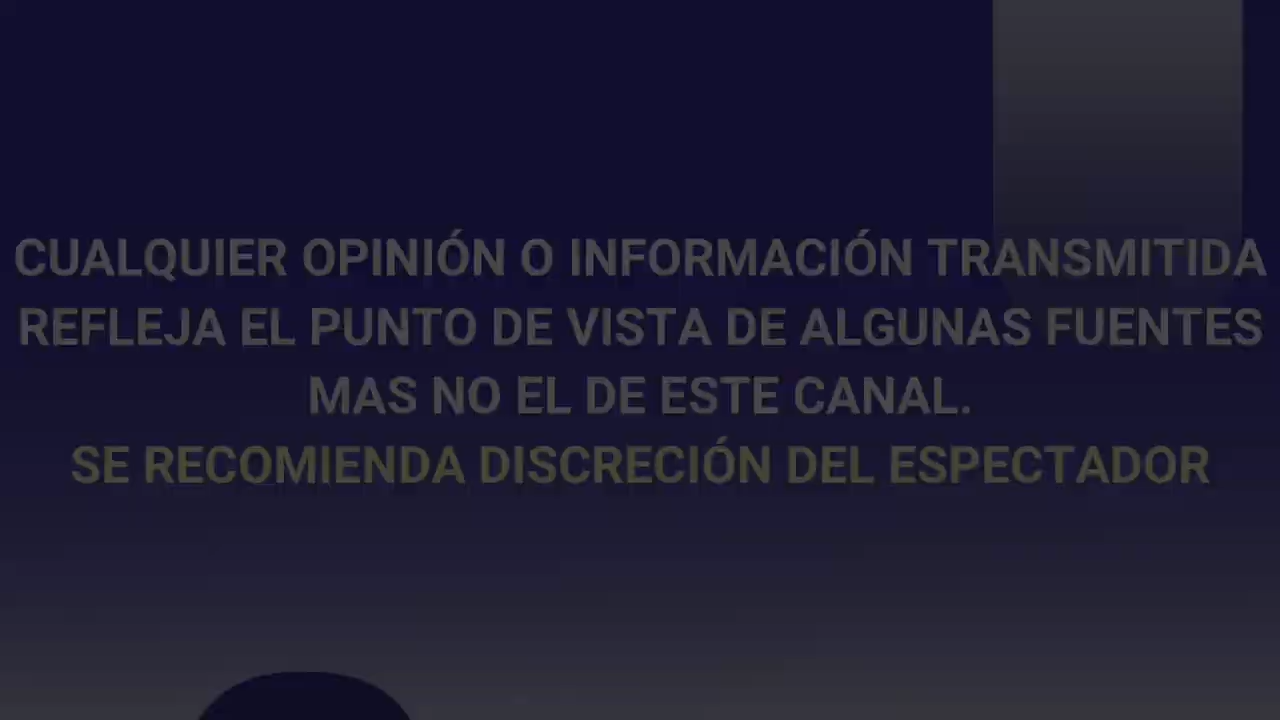 CUALQUIER OPINIÓN O INFORMACIÓN TRANSMITIDA
REFLEJA EL PUNTO DE VISTA DE ALGUNAS FUENTES
MAS NO EL DE ESTE CANAL.
SE RECOMIENDA DISCRECIÓN DEL ESPECTADOR